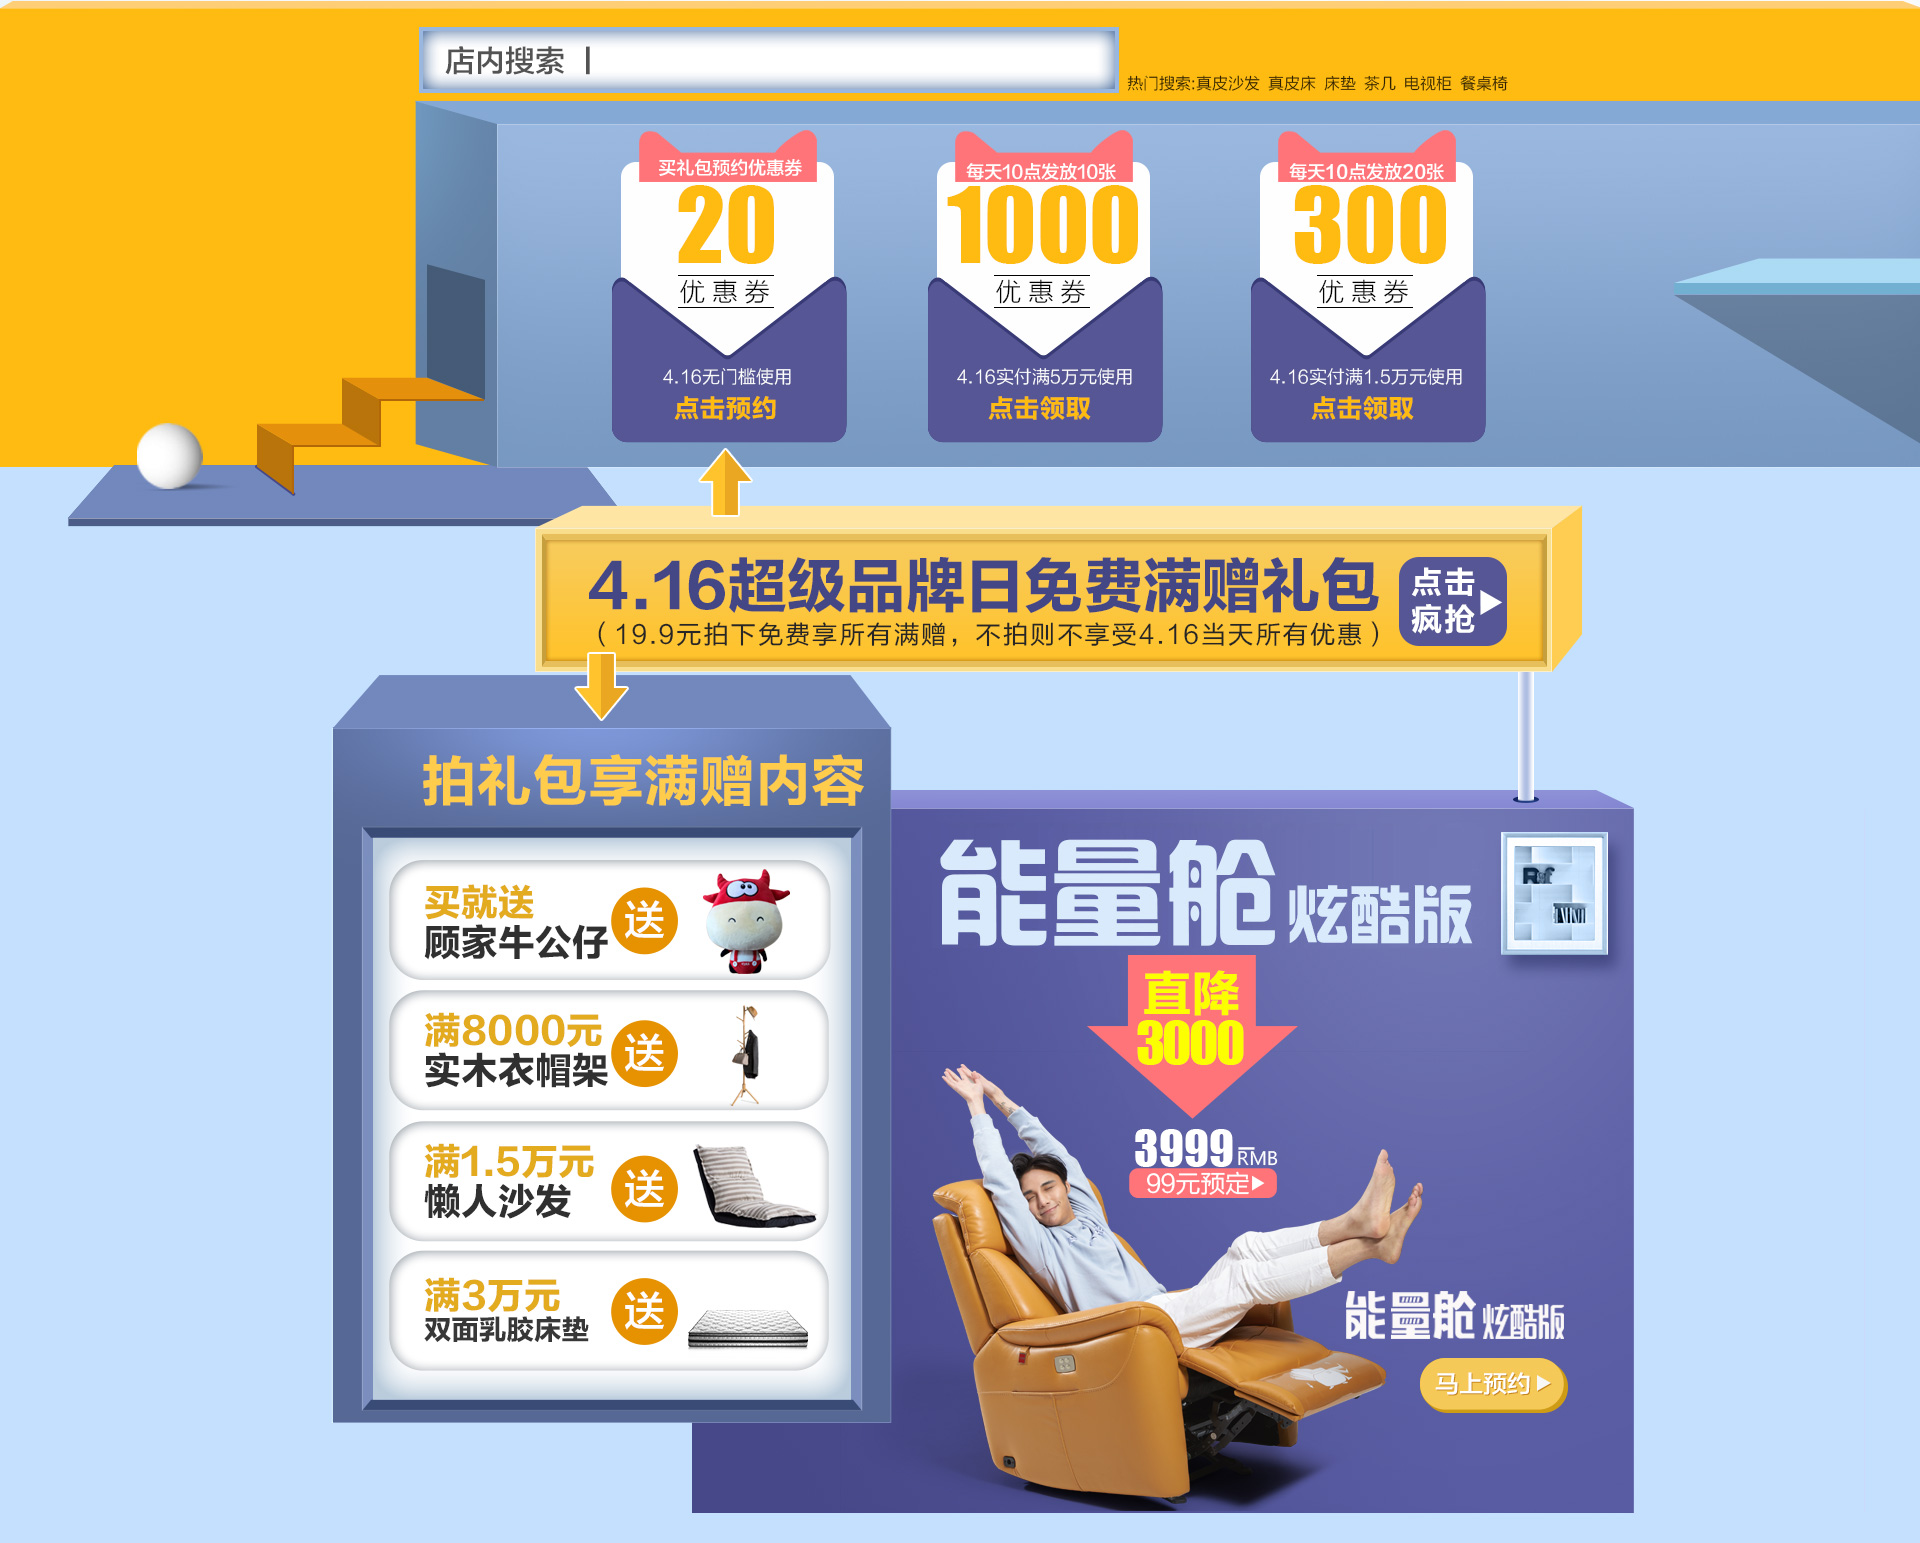 店内搜索 |
热门搜索:真皮沙发 真皮床 床垫 茶几 电视柜 餐桌椅
买礼包预约优惠券
20
优惠券
4.16无门槛使用
点击预约
每天10点发放10张
1000
优惠券
4.16实付满5万元使用
点击领取
每天10点发放20张
300
优惠券
4.16实付满1.5万元使用
点击领取
4.16超级品牌日免费满赠礼包
（19.9元拍下免费享所有满赠，不拍则不享受4.16当天所有优惠）
点击
疯抢
拍礼包享满赠内容
买就送
顾家牛公仔
送
满8000元
实木衣帽架
送
满1.5万元
懒人沙发
送
满3万元
双面乳胶床垫
送
能量舱 炫酷版
直降
3000
3999元RMB
99元预定
能量舱 炫酷版
马上预约